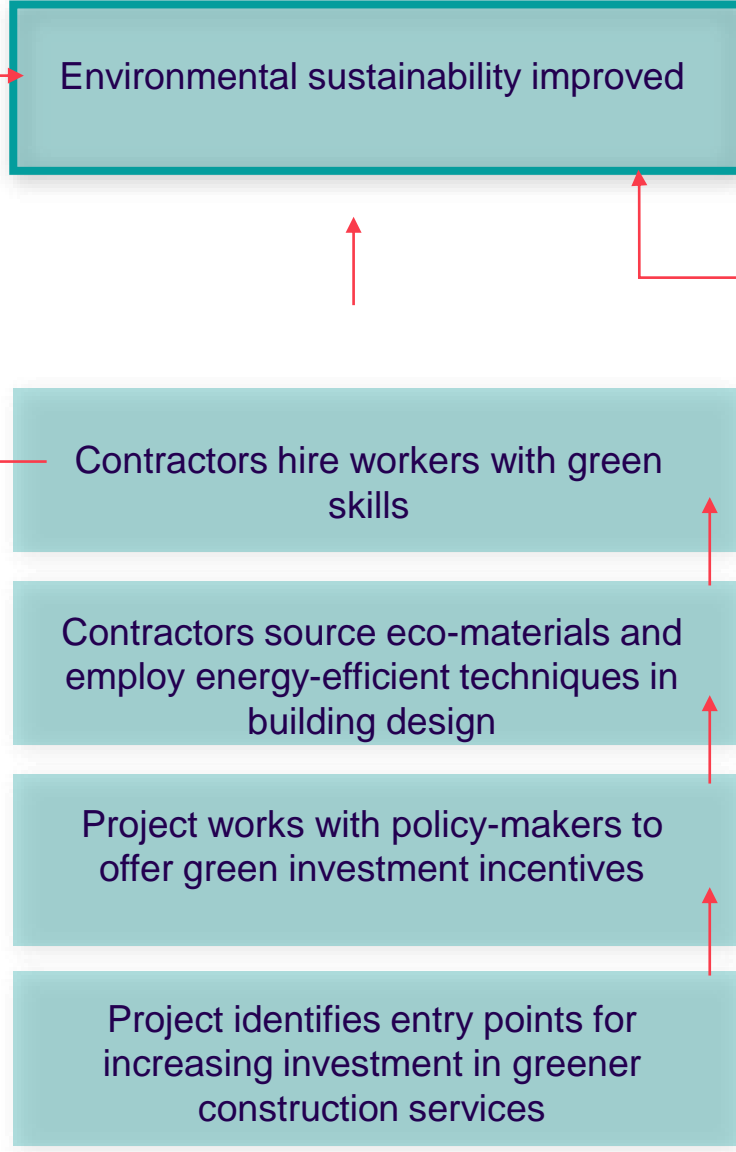 Environmental sustainability improved
Contractors hire workers with green
skills
Contractors source eco-materials and
employ energy-efficient techniques in
building design
Project works with policy-makers to
offer green investment incentives
Project identifies entry points for
increasing investment in greener
construction services